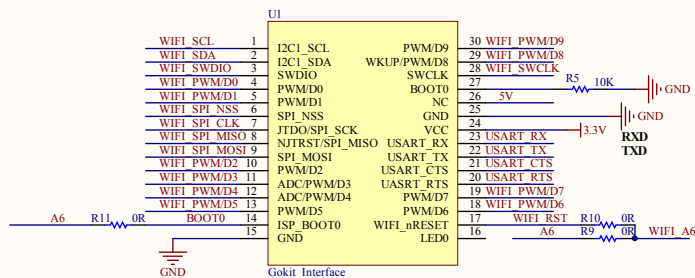 U1
WIFI_SCL 1 I2C1_SCL PWM/D9 30 WIFI_PWM/D9
WIFI_SDA 2 I2C1_SDA WKUP/PWM/D8 29 WIFI_PWM/D8
WIFI_SWDIO 3 SWDIO SWCLK 28 WIFI_SWCLK
WIFI_PWM/D0 4 PWM/D0 BOOT0 27 R5 10K GND
WIFI_PWM/D1 5 PWM/D1 NC 26 5V
WIFI_SPI_NSS 6 SPI_NSS GND 25 GND
WIFI_SPI_CLK 7 JTDO/SPI_SCK VCC 24 3.3V
WIFI_SPI_MISO 8 NJTRST/SPI_MISO USART_RX 23 USART_RX RXD
WIFI_SPI_MOSI 9 SPI_MOSI USART_TX 22 USART_TX TXD
WIFI_PWM/D2 10 PWM/D2 USART_CTS 21 USART_CTS
WIFI_PWM/D3 11 ADC/PWM/D3 UASRT_RTS 20 USART_RTS
WIFI_PWM/D4 12 ADC/PWM/D4 PWM/D7 19 WIFI_PWM/D7
WIFI_PWM/D5 13 PWM/D5 PWM/D6 18 WIFI_PWM/D6
A6 R11 0R BOOT0 14 ISP_BOOT0 WIFI_nRESET 17 WIFI_RST R10 0R
15 GND LED0 16 A6 R9 0R WIFI_A6
GND
Gokit_Interface